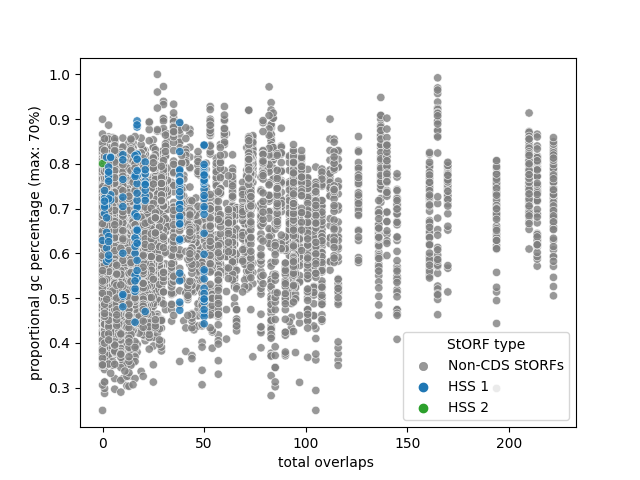 1.0
0.9
0.8
0.7
0.6
0.5
0.4
0.3
proportional gc percentage (max: 70%)
StORF type
Non-CDS StORFs
HSS 1
HSS 2
0 50 100 150 200
total overlaps